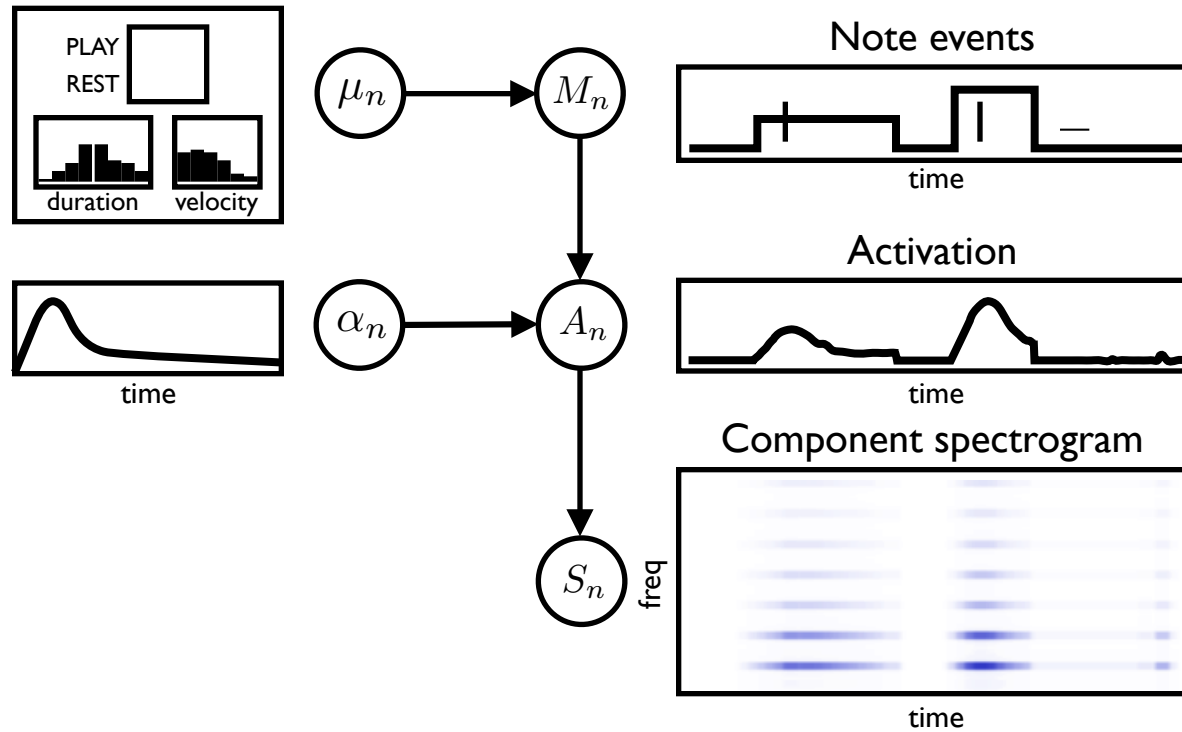 PLAY
REST
duration velocity
μn
Mn
Note events
time
time
αn
An
Activation
time
Sn
Component spectrogram
freq
time